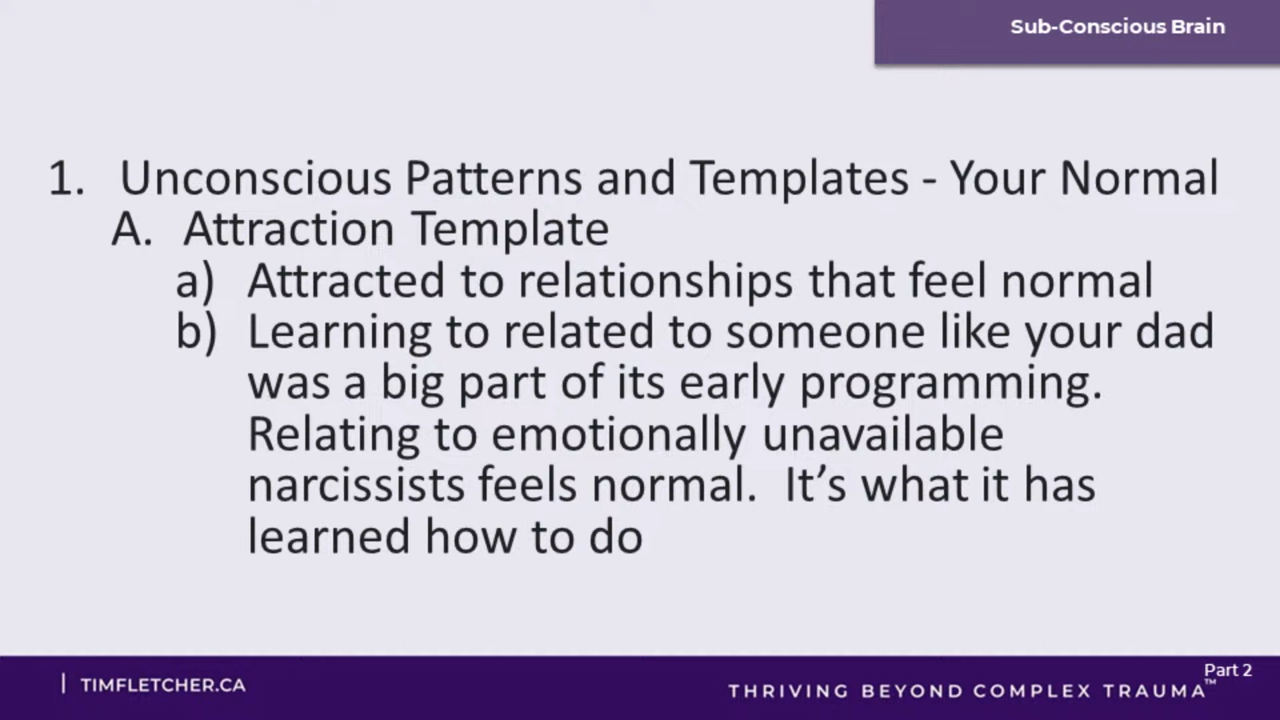 Sub-Conscious Brain
1. Unconscious Patterns and Templates - Your Normal
A. Attraction Template
a) Attracted to relationships that feel normal
b) Learning to related to someone like your dad
was a big part of its early programming.
Relating to emotionally unavailable
narcissists feels normal.  It’s what it has
learned how to do
Part 2
| TIMFLETCHER.CA
THRIVING BEYOND COMPLEX TRAUMA™